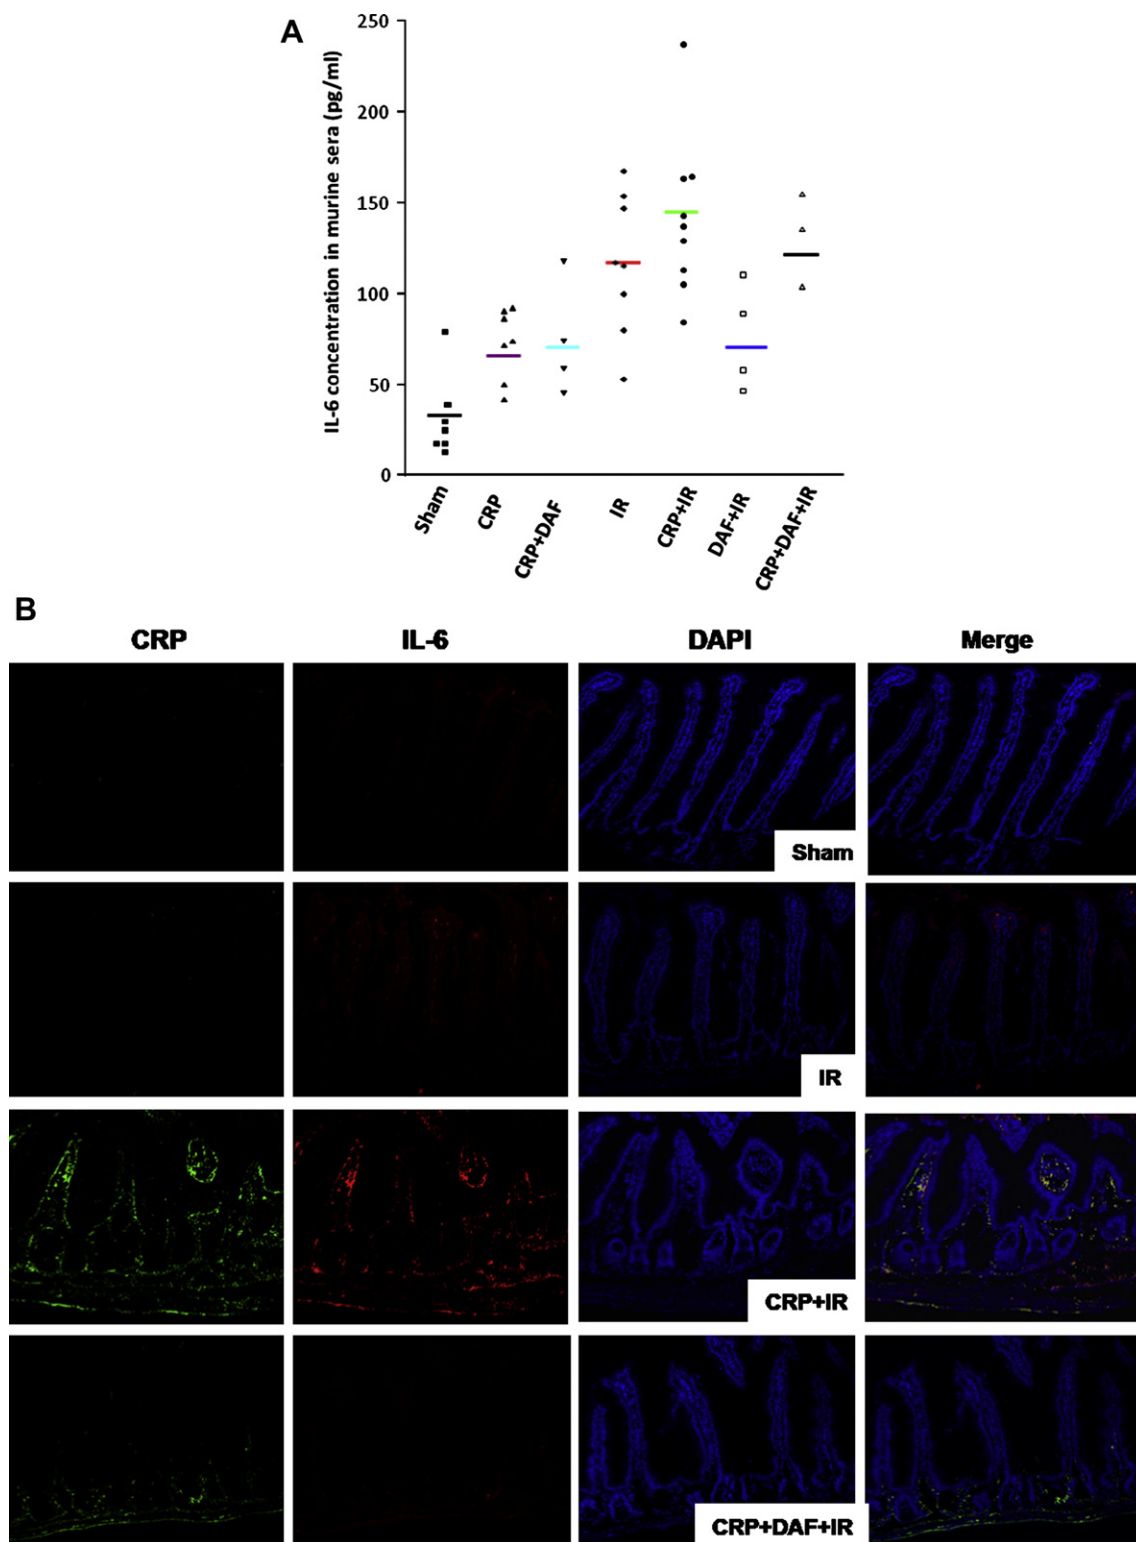 A
IL-6 concentration in murine sera (pg/ml)
250
200
150
100
50
0
Sham
CRP
CRP+DAF
IR
CRP+IR
DAF+IR
CRP+DAF+IR
B
CRP IL-6 DAPI Merge
Sham
IR
CRP+IR
CRP+DAF+IR